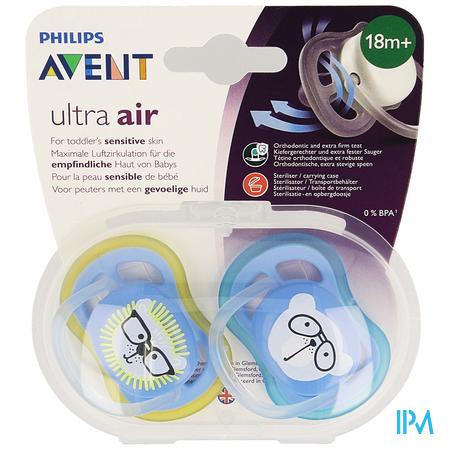 PHILIPS
AVENT
18m+
ultra air
For toddler's sensitive skin
Maximale Luftzirkulation für die
empfindliche Haut von Babys
Pour la peau sensible de bébé
Voor peuters met een gevoelige huid
Orthodontic and extra firm teat
Kiefergerechter und extra fester Sauger
Tétine orthodontique et robuste
Orthodontische, extra stevige speen
Steriliser / carrying case
Sterilisator / Transportbehälter
Stérilisateur / boîte de transport
Sterilisatie- en opbergdoosje
0 % BPA¹
IPM